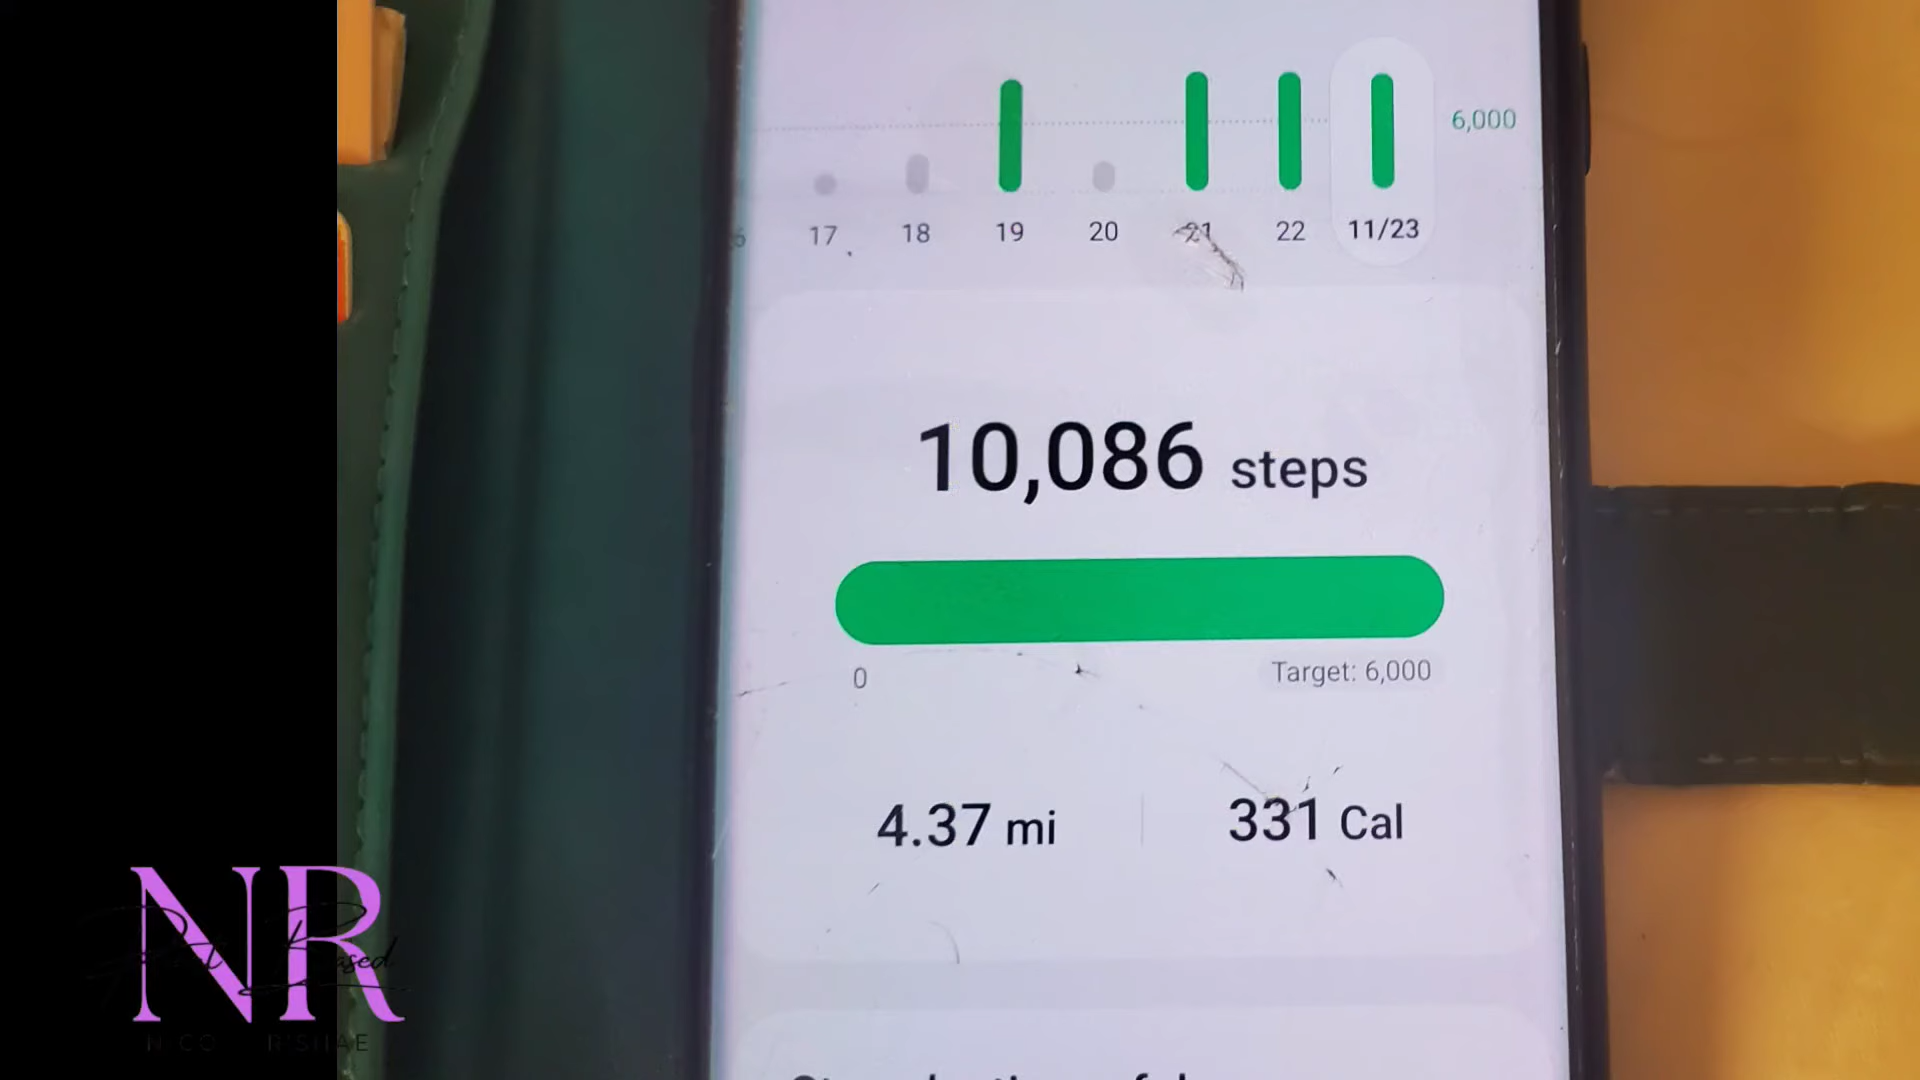 6,000
17 18 19 20 21 22 11/23
10,086 steps
0 Target: 6,000
4.37 mi 331 Cal
NR